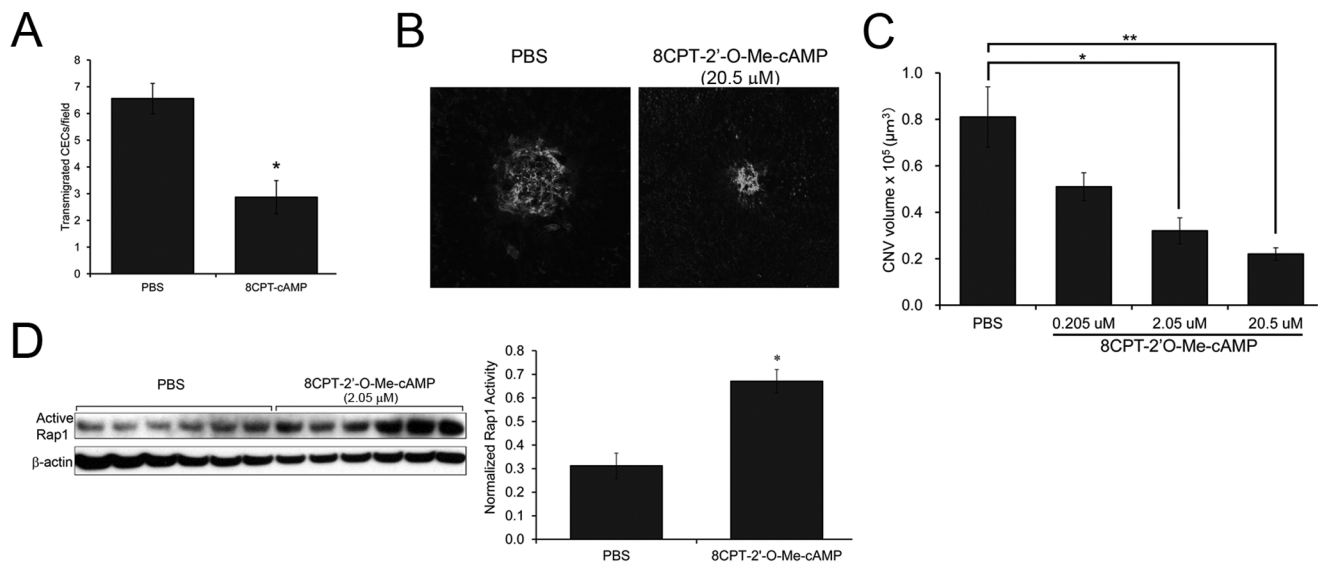 A
8
7
6
5
4
3
2
1
0
Transmigrated CECs/field
*
PBS
8CPT-cAMP
B
PBS
8CPT-2'-O-Me-cAMP
(20.5 µM)
C
**
*
1.0
0.8
0.6
0.4
0.2
0.0
CNV volume x 10⁵ (µm³)
PBS
0.205 uM
2.05 uM
20.5 uM
8CPT-2'O-Me-cAMP
D
PBS
8CPT-2'-O-Me-cAMP
(2.05 µM)
Active
Rap1
β-actin
0.8
0.7
0.6
0.5
0.4
0.3
0.2
0.1
0.0
Normalized Rap1 Activity
*
PBS
8CPT-2'-O-Me-cAMP